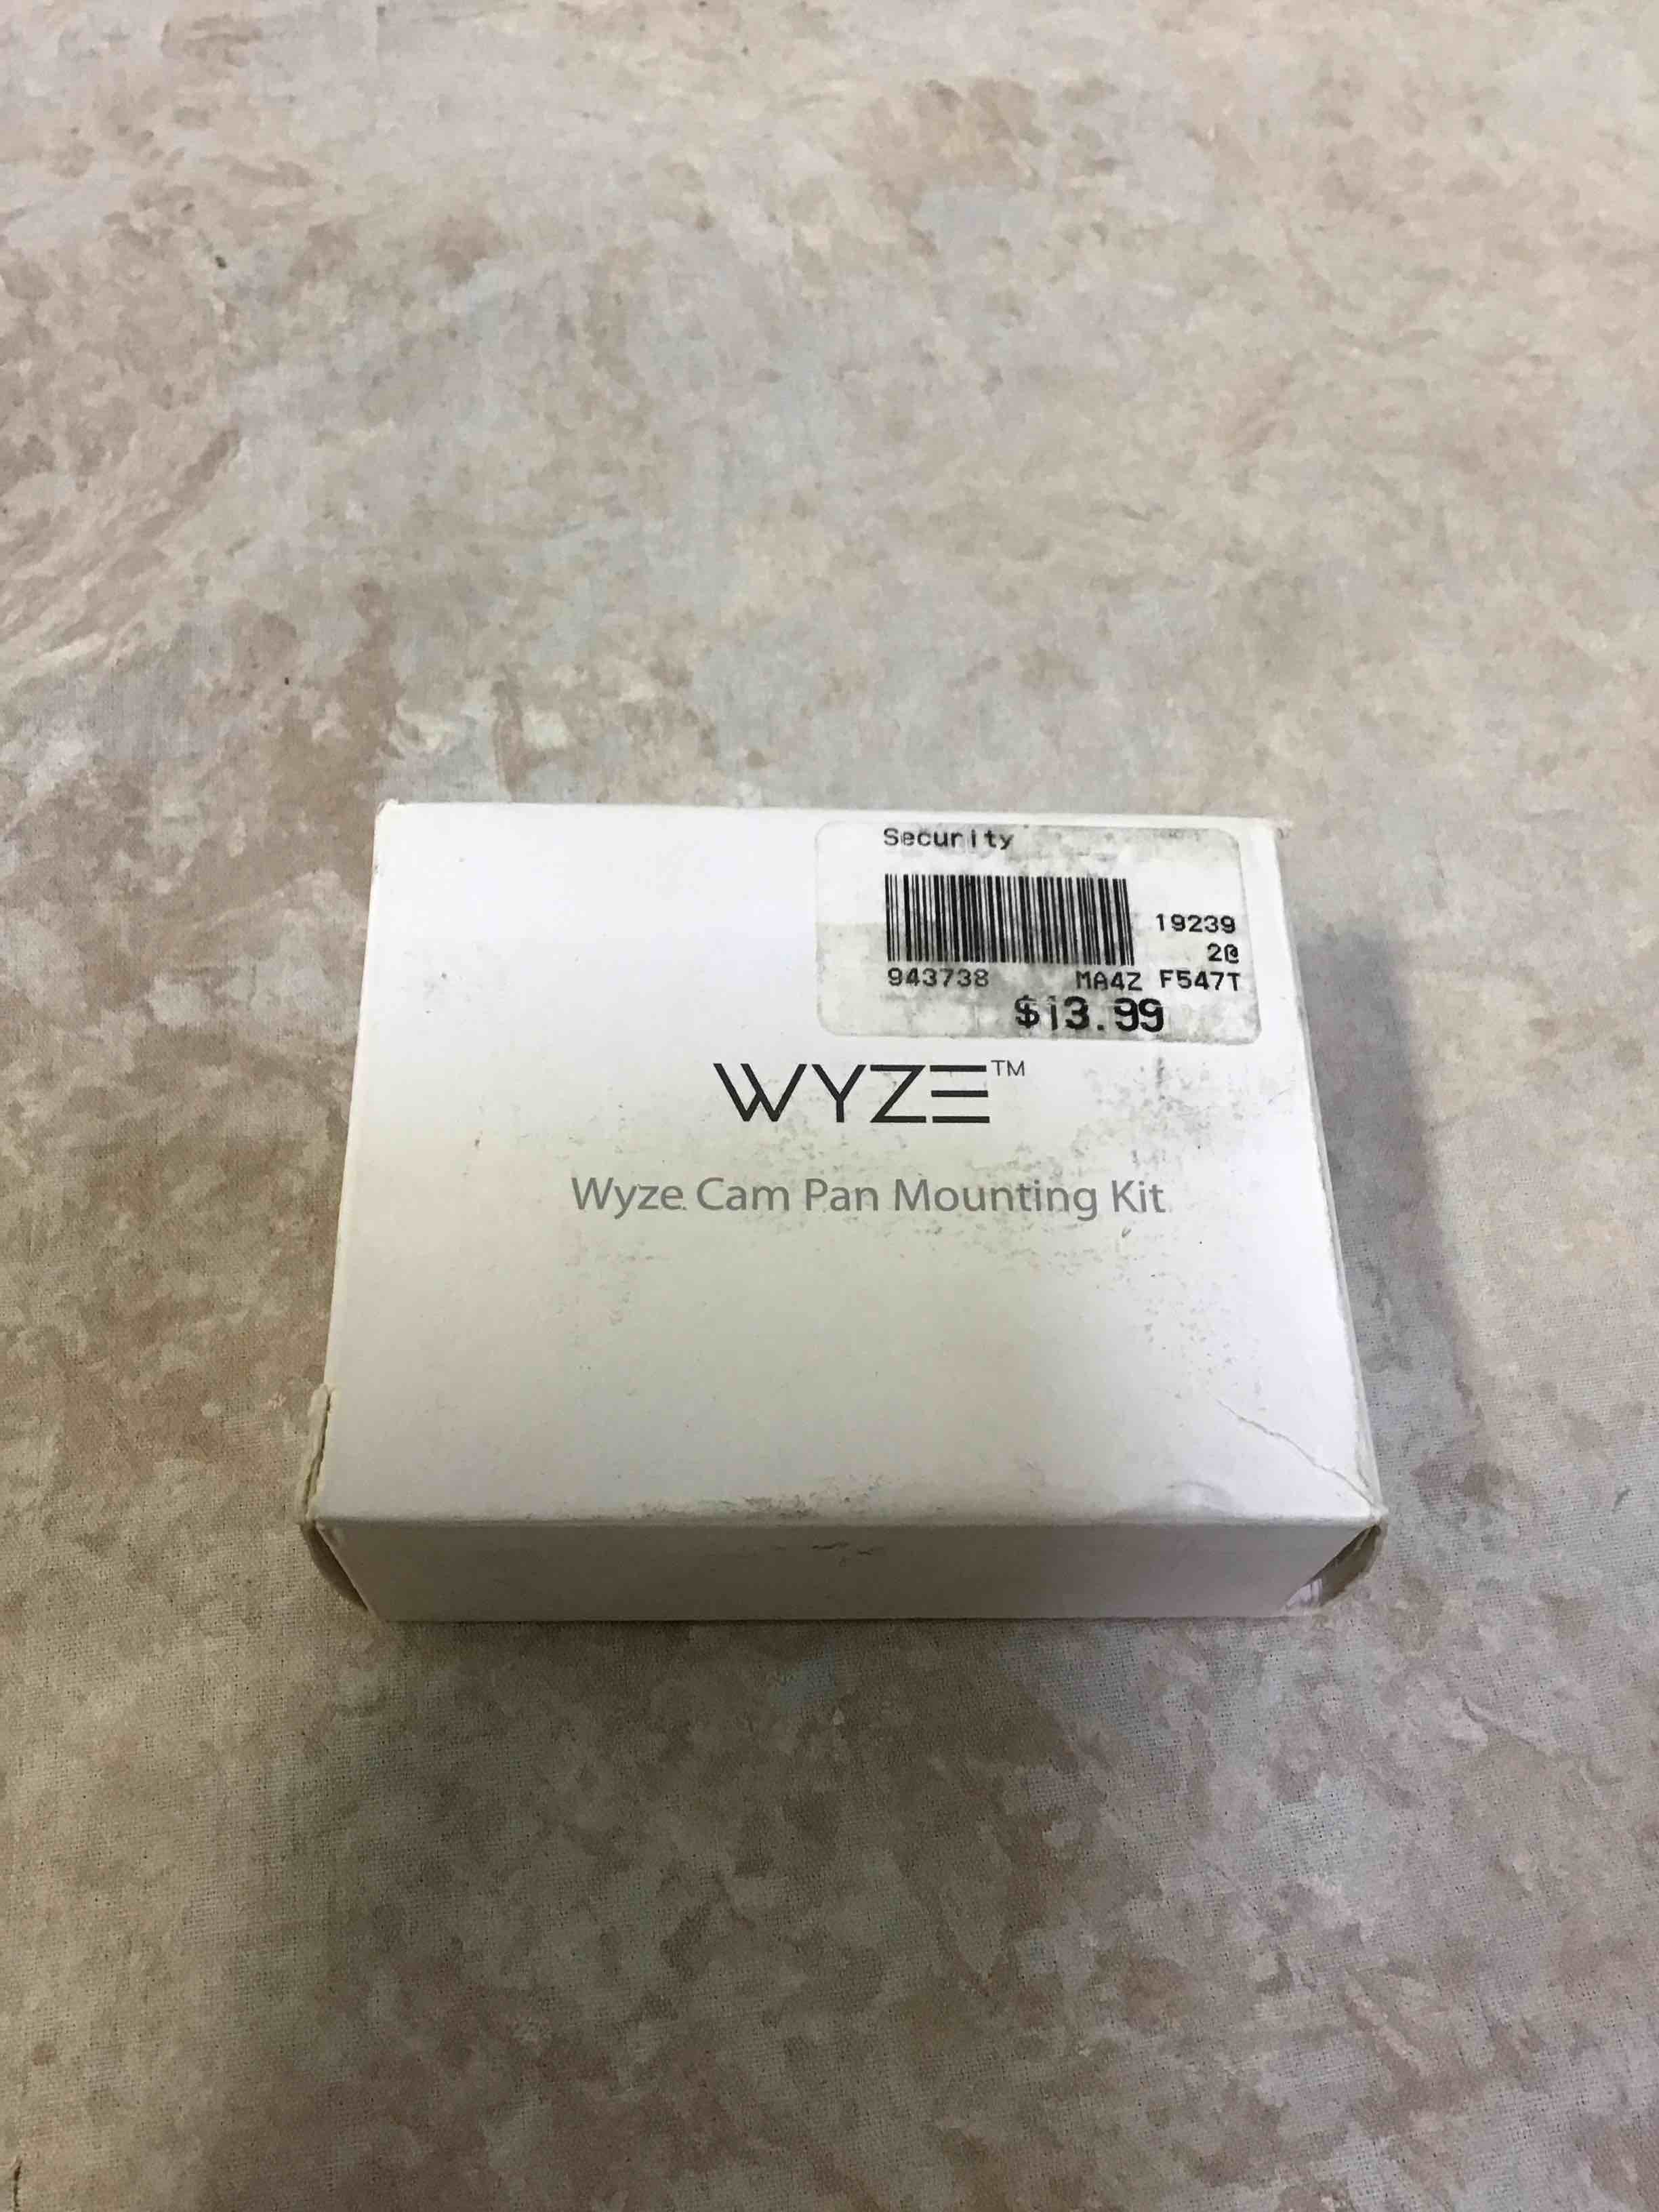 Security
19239
2@
943738 MA4Z F547T
$13.99
WYZE™
Wyze Cam Pan Mounting Kit